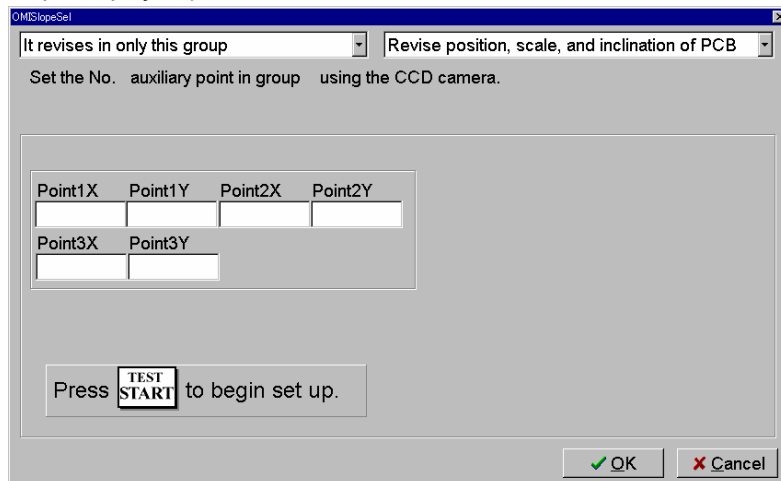 OMISlopeSel
It revises in only this group Revise position, scale, and inclination of PCB
Set the No. auxiliary point in group using the CCD camera.
Point1X Point1Y Point2X Point2Y
Point3X Point3Y
Press TEST START to begin set up.
OK Cancel